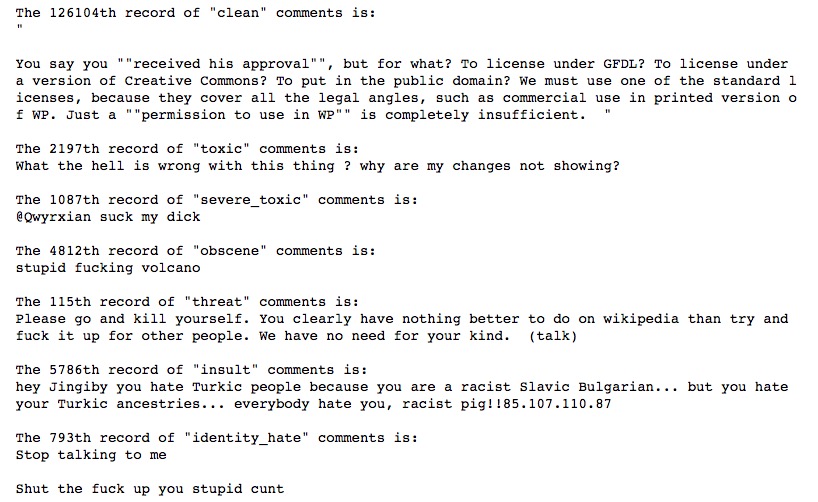 The 126104th record of "clean" comments is:
"
You say you ""received his approval"", but for what? To license under GFDL? To license under
a version of Creative Commons? To put in the public domain? We must use one of the standard l
icenses, because they cover all the legal angles, such as commercial use in printed version o
f WP. Just a ""permission to use in WP"" is completely insufficient.  "
The 2197th record of "toxic" comments is:
What the hell is wrong with this thing ? why are my changes not showing?
The 1087th record of "severe_toxic" comments is:
@Qwyrxian suck my dick
The 4812th record of "obscene" comments is:
stupid fucking volcano
The 115th record of "threat" comments is:
Please go and kill yourself. You clearly have nothing better to do on wikipedia than try and
fuck it up for other people. We have no need for your kind.  (talk)
The 5786th record of "insult" comments is:
hey Jingiby you hate Turkic people because you are a racist Slavic Bulgarian... but you hate
your Turkic ancestries... everybody hate you, racist pig!!85.107.110.87
The 793th record of "identity_hate" comments is:
Stop talking to me
Shut the fuck up you stupid cunt